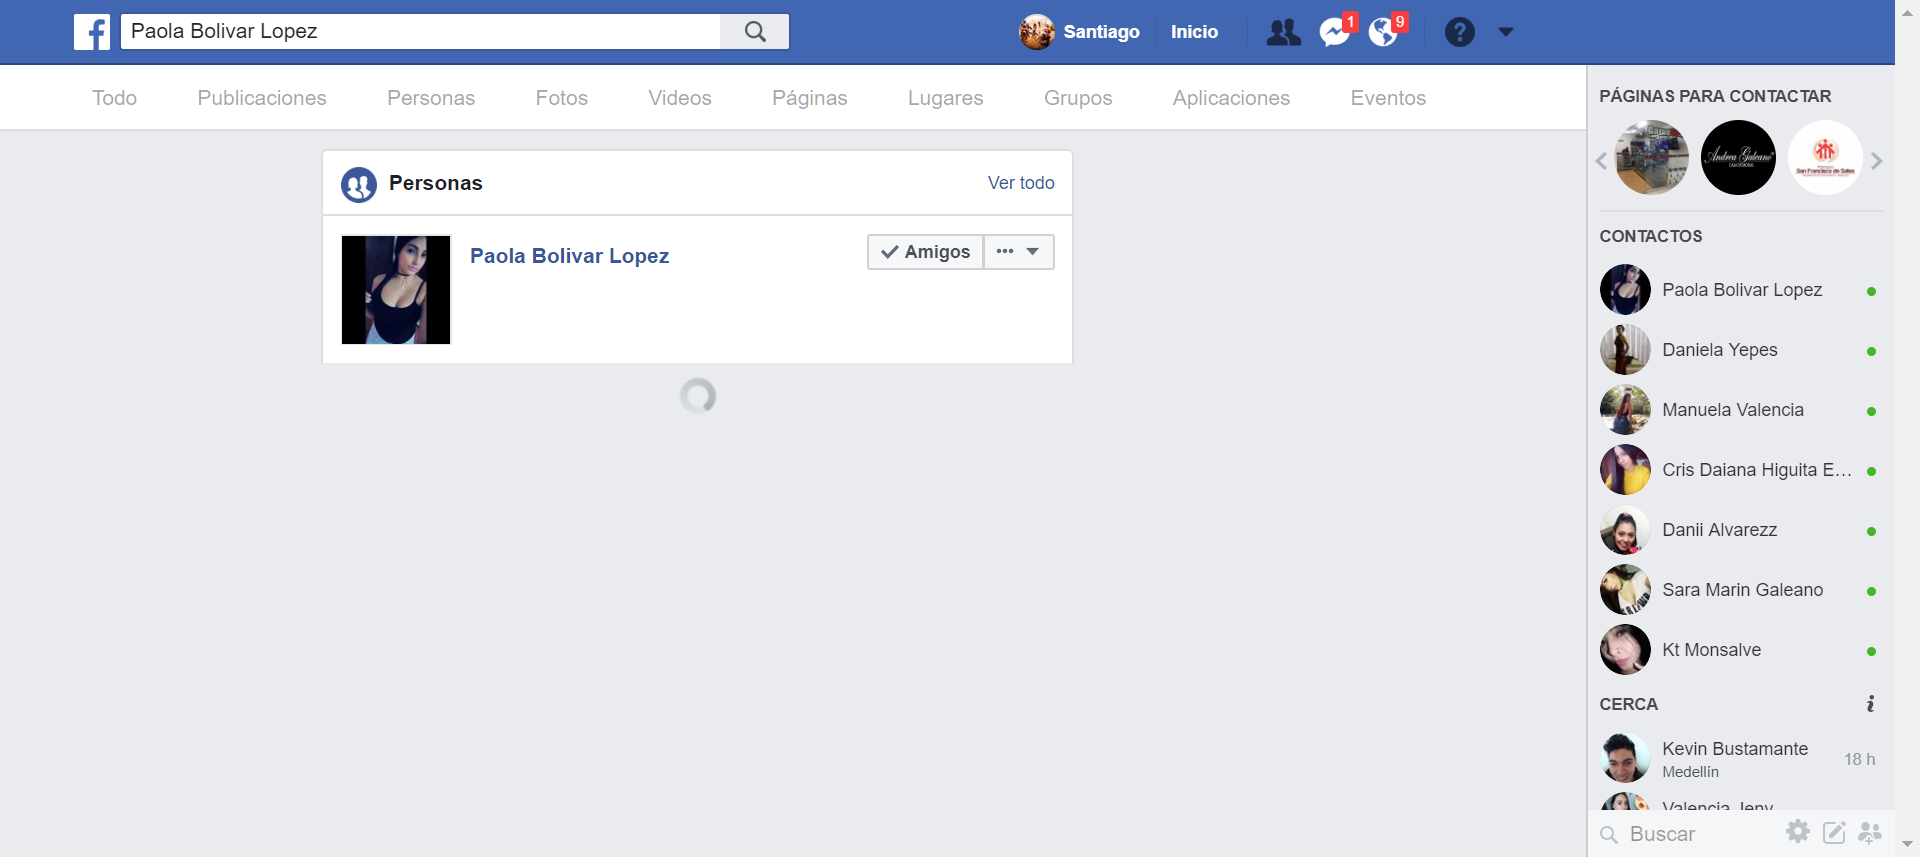 Paola Bolivar Lopez
Santiago
Inicio
1
9
?
Todo
Publicaciones
Personas
Fotos
Videos
Páginas
Lugares
Grupos
Aplicaciones
Eventos
Personas
Ver todo
Paola Bolivar Lopez
Amigos
PÁGINAS PARA CONTACTAR
Andrea Galeano
San Francisco de Sales
CONTACTOS
Paola Bolivar Lopez
Daniela Yepes
Manuela Valencia
Cris Daiana Higuita E...
Danii Alvarezz
Sara Marin Galeano
Kt Monsalve
CERCA
i
Kevin Bustamante
18 h
Medellín
Valencia Jeny
Buscar